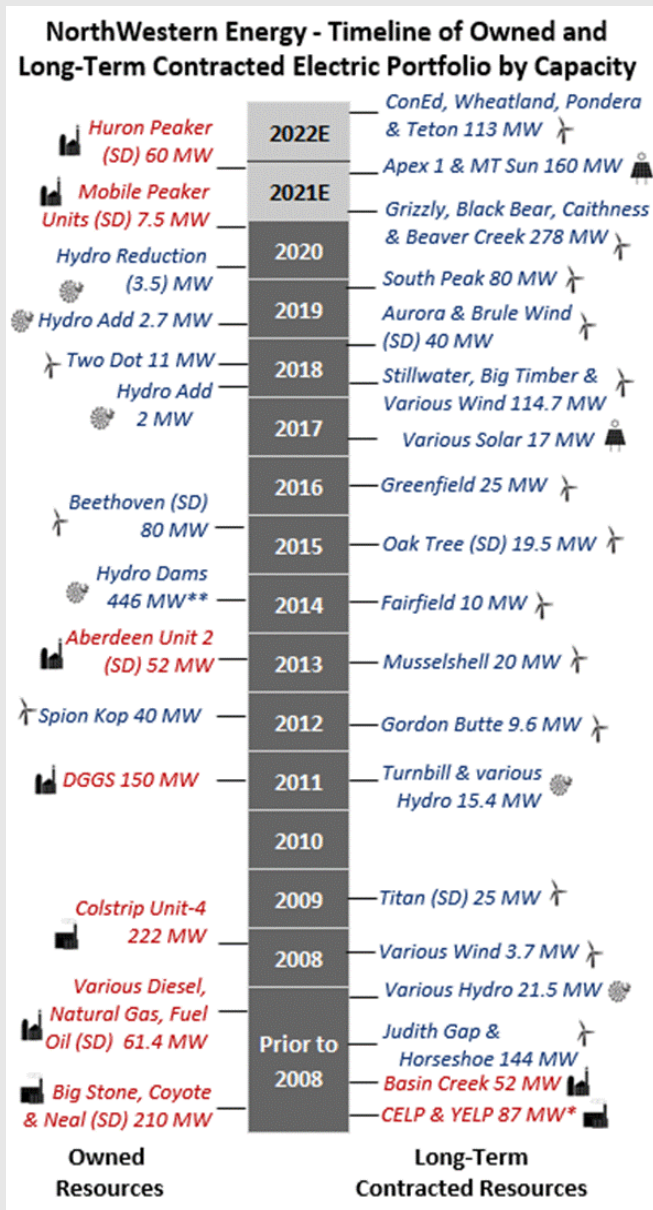 NorthWestern Energy - Timeline of Owned and
Long-Term Contracted Electric Portfolio by Capacity
Huron Peaker
(SD) 60 MW
Mobile Peaker
Units (SD) 7.5 MW
Hydro Reduction
(3.5) MW
Hydro Add 2.7 MW
Two Dot 11 MW
Hydro Add
2 MW
Beethoven (SD)
80 MW
Hydro Dams
446 MW**
Aberdeen Unit 2
(SD) 52 MW
Spion Kop 40 MW
DGGS 150 MW
Colstrip Unit-4
222 MW
Various Diesel,
Natural Gas, Fuel
Oil (SD) 61.4 MW
Big Stone, Coyote
& Neal (SD) 210 MW
Owned
Resources
2022E
2021E
2020
2019
2018
2017
2016
2015
2014
2013
2012
2011
2010
2009
2008
Prior to
2008
ConEd, Wheatland, Pondera
& Teton 113 MW
Apex 1 & MT Sun 160 MW
Grizzly, Black Bear, Caithness
& Beaver Creek 278 MW
South Peak 80 MW
Aurora & Brule Wind
(SD) 40 MW
Stillwater, Big Timber &
Various Wind 114.7 MW
Various Solar 17 MW
Greenfield 25 MW
Oak Tree (SD) 19.5 MW
Fairfield 10 MW
Musselshell 20 MW
Gordon Butte 9.6 MW
Turnbill & various
Hydro 15.4 MW
Titan (SD) 25 MW
Various Wind 3.7 MW
Various Hydro 21.5 MW
Judith Gap &
Horseshoe 144 MW
Basin Creek 52 MW
CELP & YELP 87 MW*
Long-Term
Contracted Resources